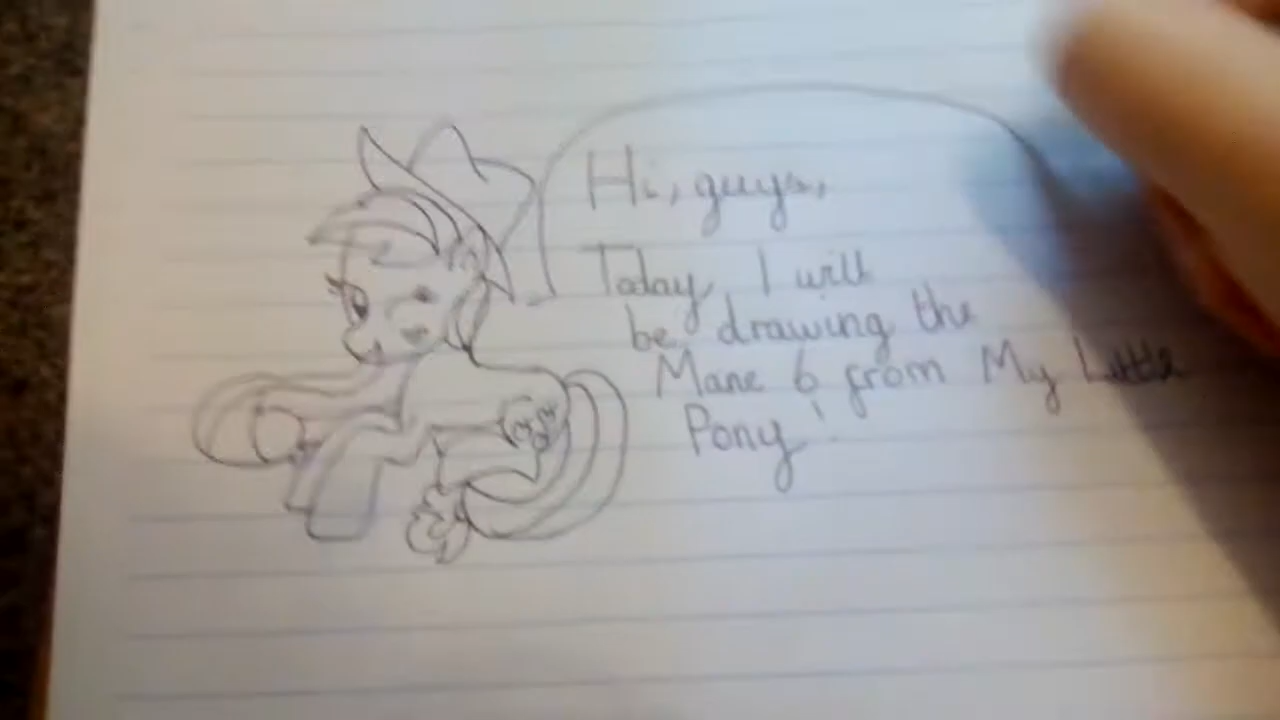 Hi, guys,
Today, I will
be drawing the
Mane 6 from My Little
Pony!